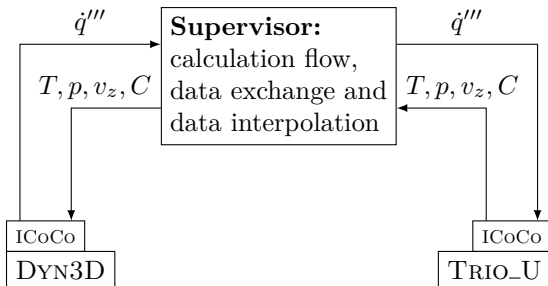 q̇′′′
Supervisor:
calculation flow,
data exchange and
data interpolation
q̇′′′
T, p, v_z, C
T, p, v_z, C
ICoCo
DYN3D
ICoCo
TRIO_U